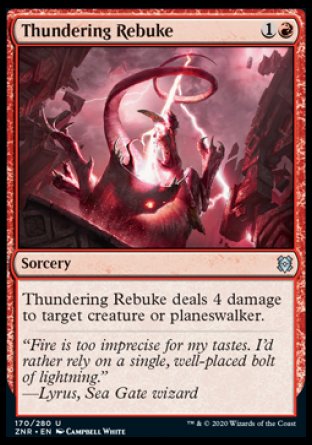 Thundering Rebuke 1
Sorcery
Thundering Rebuke deals 4 damage
to target creature or planeswalker.
“Fire is too imprecise for my tastes. I’d
rather rely on a single, well-placed bolt
of lightning.”
—Lyrus, Sea Gate wizard
170/280 U
ZNR • EN CAMPBELL WHITE ™ & © 2020 Wizards of the Coast